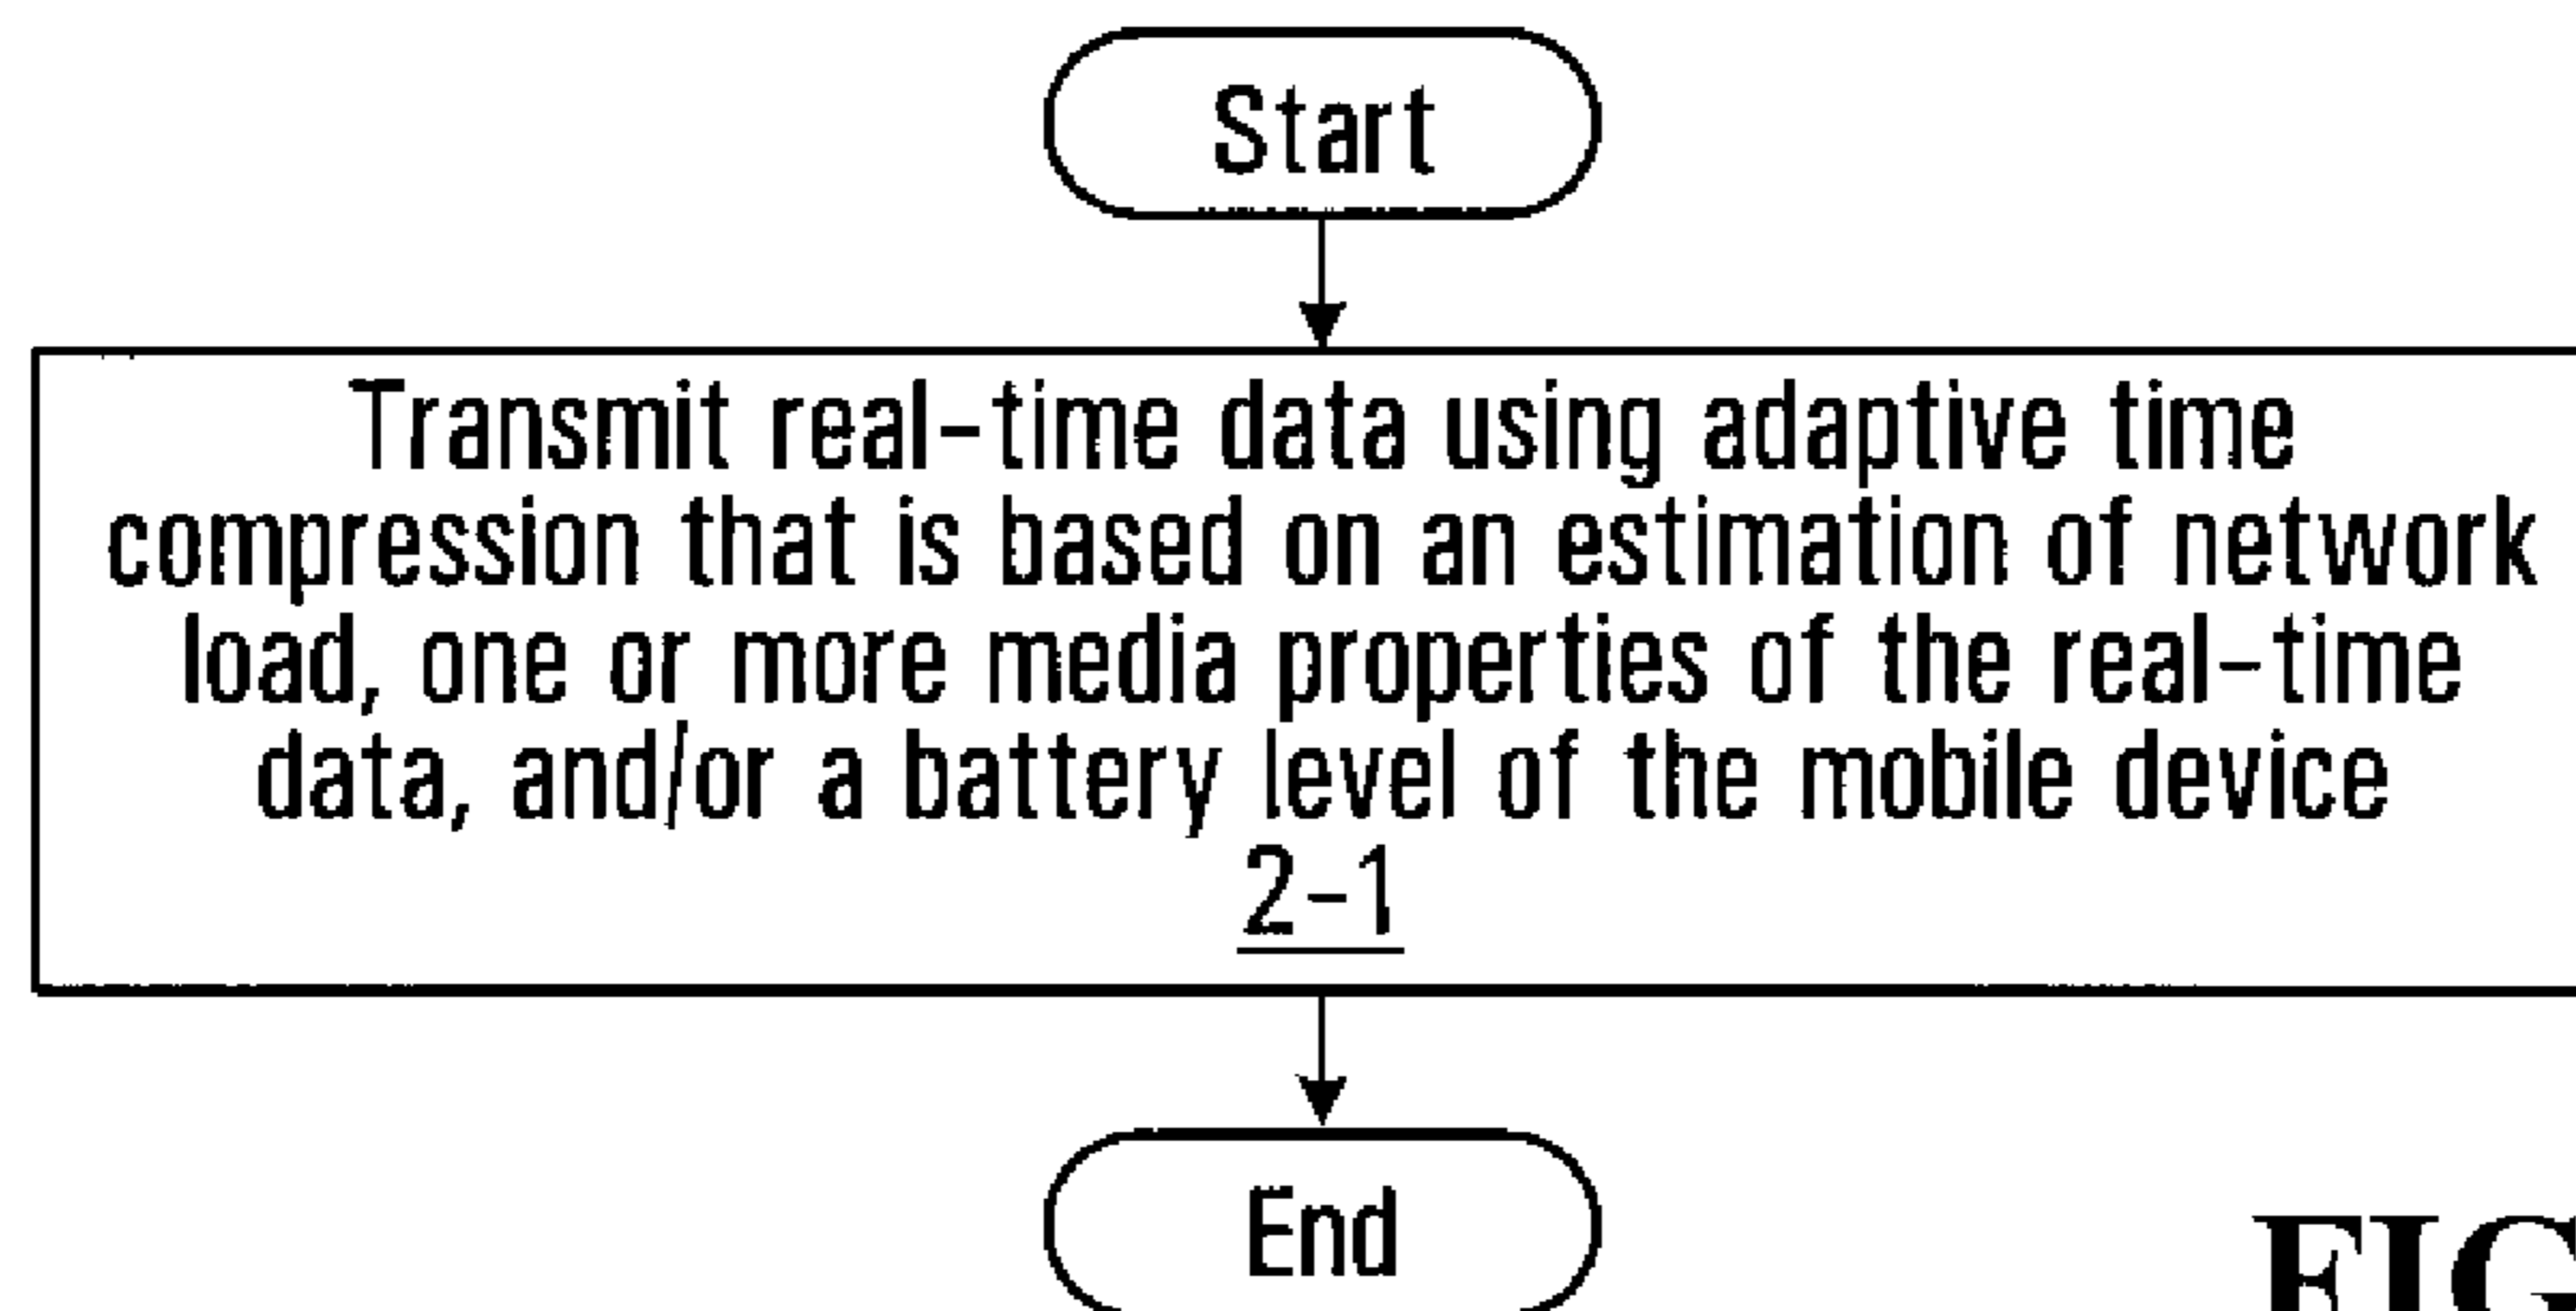 Start
Transmit real-time data using adaptive time
compression that is based on an estimation of network
load, one or more media properties of the real-time
data, and/or a battery level of the mobile device
2-1
End
FIG